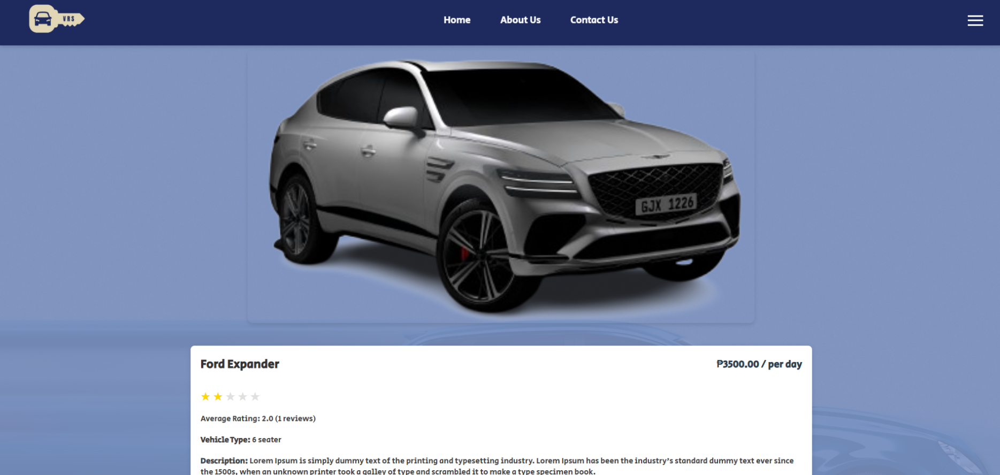 VRS
Home About Us Contact Us
GJX 1226
Ford Expander ₱3500.00 / per day
Average Rating: 2.0 (1 reviews)
Vehicle Type: 6 seater
Description: Lorem Ipsum is simply dummy text of the printing and typesetting industry. Lorem Ipsum has been the industry's standard dummy text ever since
the 1500s, when an unknown printer took a galley of type and scrambled it to make a type specimen book.